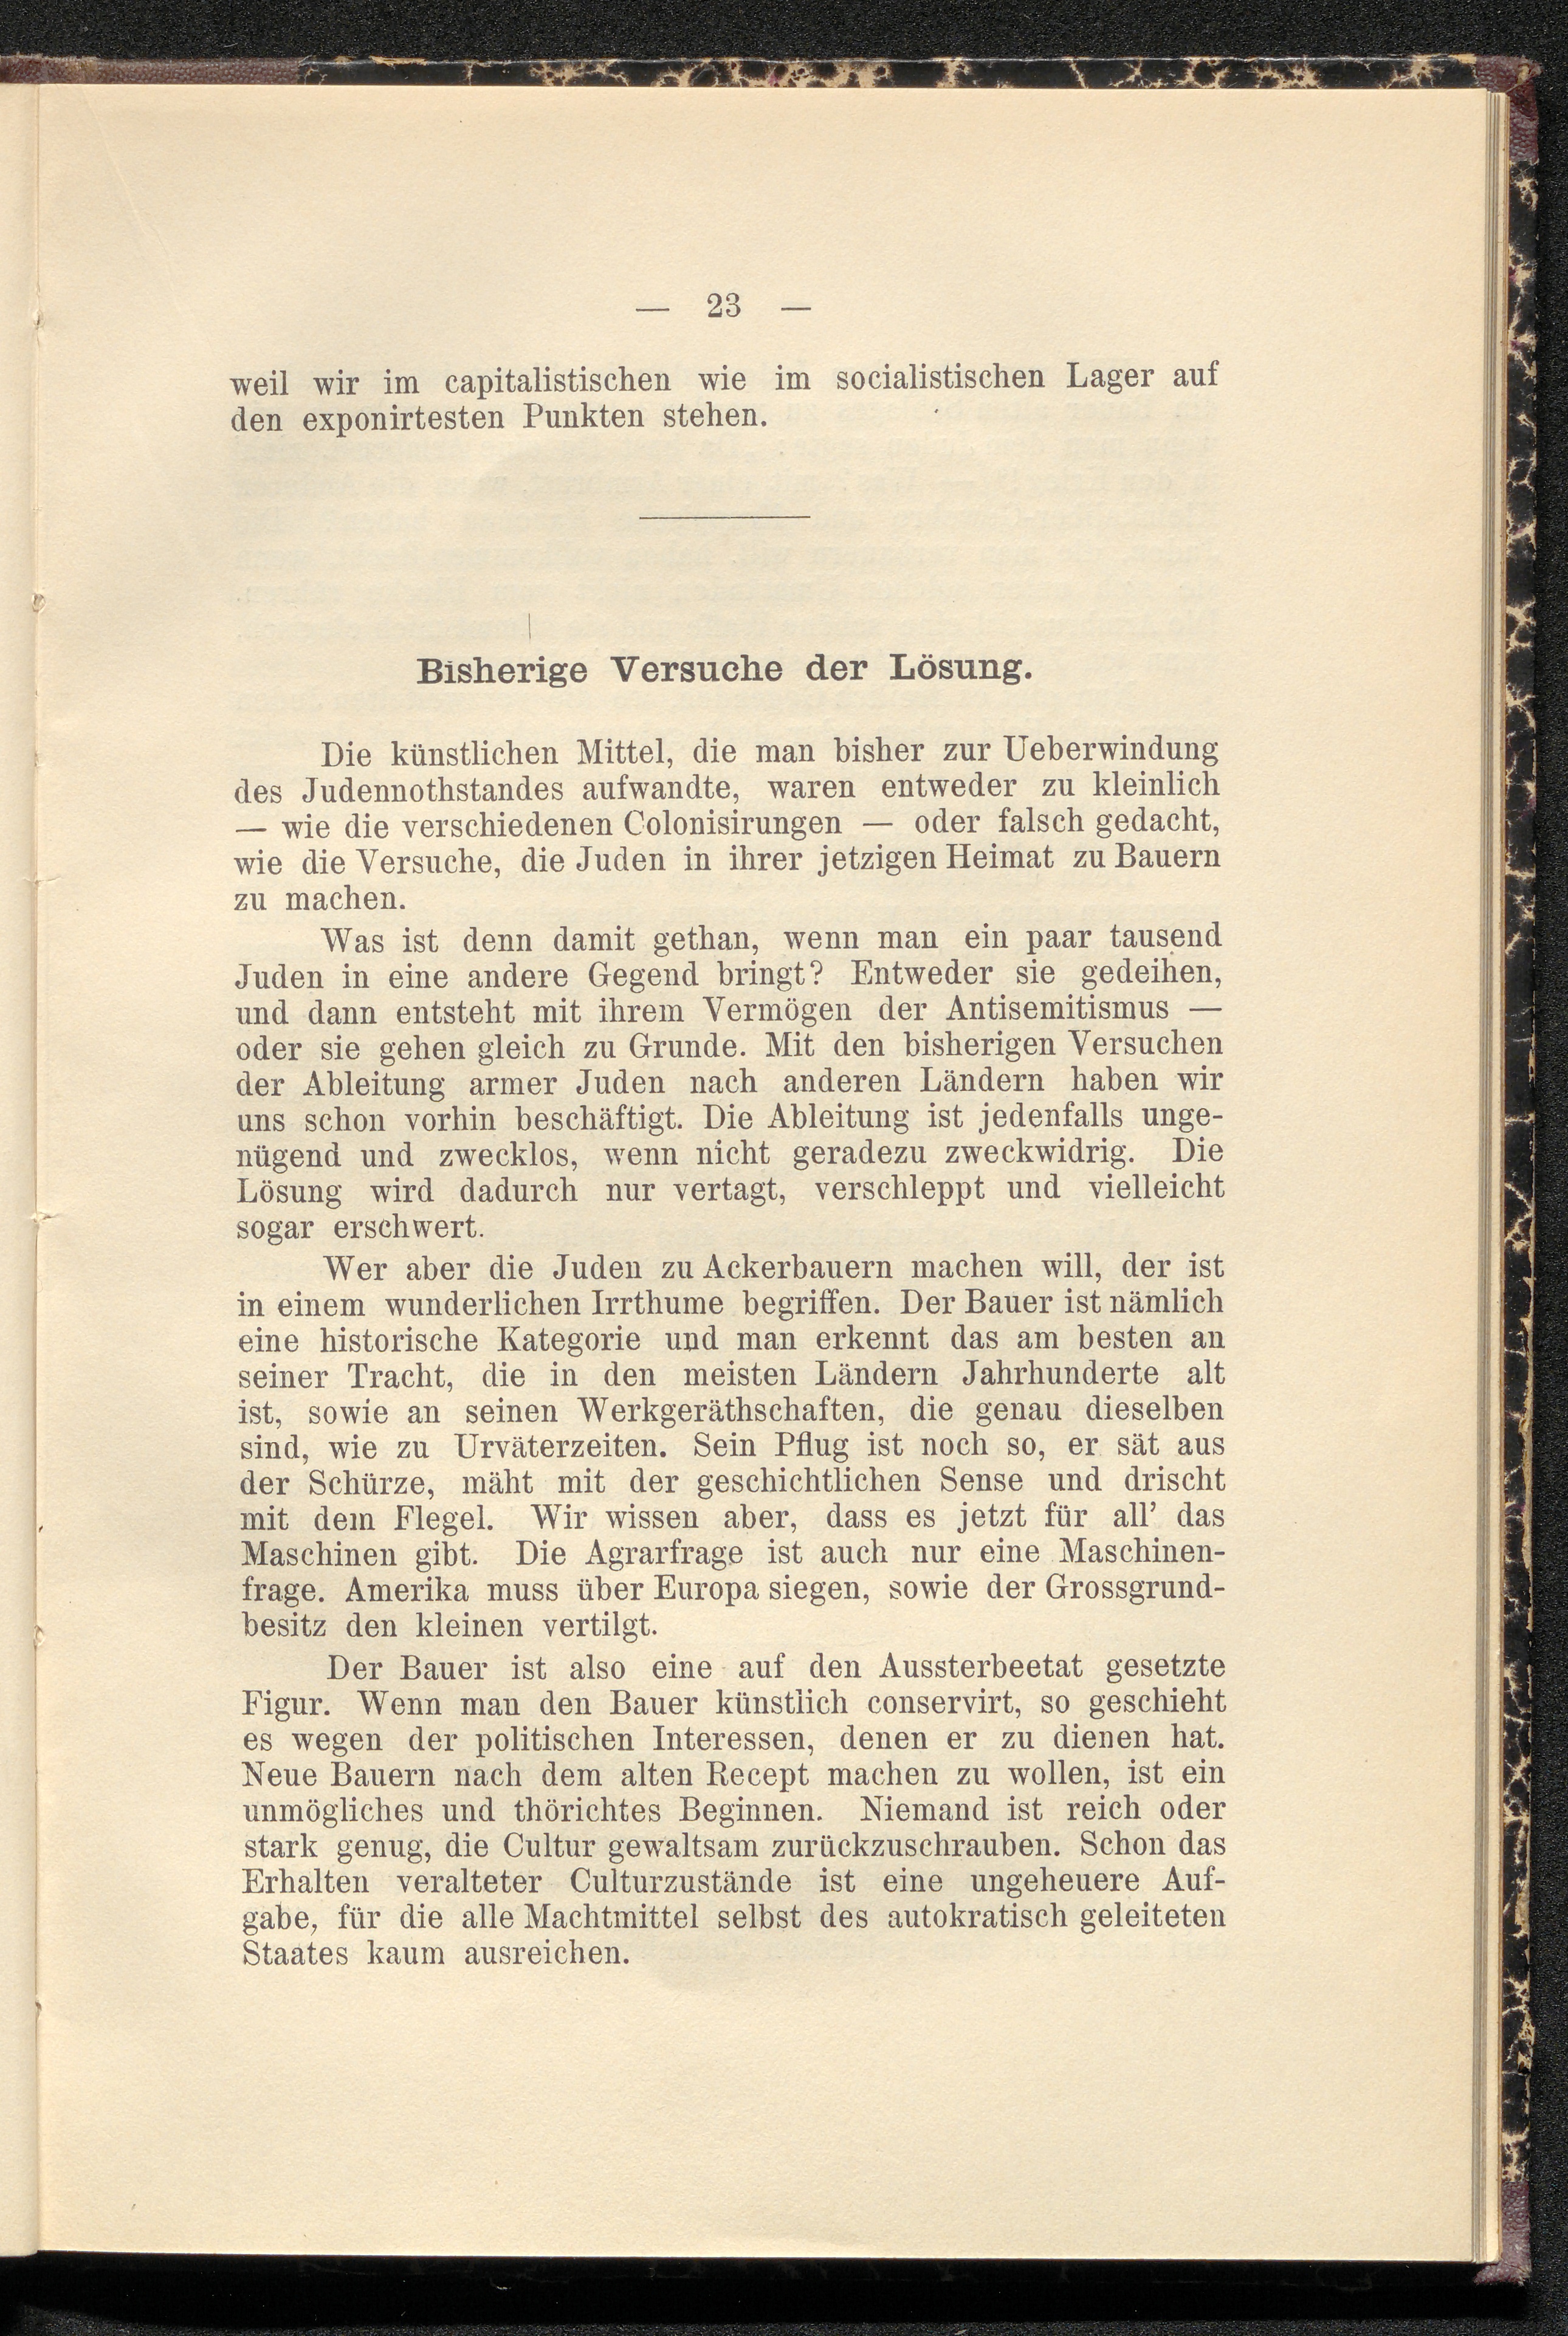 — 23 —
weil wir im capitalistischen wie im socialistischen Lager auf
den exponirtesten Punkten stehen.
Bisherige Versuche der Lösung.
Die künstlichen Mittel, die man bisher zur Ueberwindung
des Judennothstandes aufwandte, waren entweder zu kleinlich
— wie die verschiedenen Colonisirungen — oder falsch gedacht,
wie die Versuche, die Juden in ihrer jetzigen Heimat zu Bauern
zu machen.
Was ist denn damit gethan, wenn man ein paar tausend
Juden in eine andere Gegend bringt? Entweder sie gedeihen,
und dann entsteht mit ihrem Vermögen der Antisemitismus —
oder sie gehen gleich zu Grunde. Mit den bisherigen Versuchen
der Ableitung armer Juden nach anderen Ländern haben wir
uns schon vorhin beschäftigt. Die Ableitung ist jedenfalls unge-
nügend und zwecklos, wenn nicht geradezu zweckwidrig. Die
Lösung wird dadurch nur vertagt, verschleppt und vielleicht
sogar erschwert.
Wer aber die Juden zu Ackerbauern machen will, der ist
in einem wunderlichen Irrthume begriffen. Der Bauer ist nämlich
eine historische Kategorie und man erkennt das am besten an
seiner Tracht, die in den meisten Ländern Jahrhunderte alt
ist, sowie an seinen Werkgeräthschaften, die genau dieselben
sind, wie zu Urväterzeiten. Sein Pflug ist noch so, er sät aus
der Schürze, mäht mit der geschichtlichen Sense und drischt
mit dem Flegel. Wir wissen aber, dass es jetzt für all’ das
Maschinen gibt. Die Agrarfrage ist auch nur eine Maschinen-
frage. Amerika muss über Europa siegen, sowie der Grossgrund-
besitz den kleinen vertilgt.
Der Bauer ist also eine auf den Aussterbeetat gesetzte
Figur. Wenn man den Bauer künstlich conservirt, so geschieht
es wegen der politischen Interessen, denen er zu dienen hat.
Neue Bauern nach dem alten Recept machen zu wollen, ist ein
unmögliches und thörichtes Beginnen. Niemand ist reich oder
stark genug, die Cultur gewaltsam zurückzuschrauben. Schon das
Erhalten veralteter Culturzustände ist eine ungeheuere Auf-
gabe, für die alle Machtmittel selbst des autokratisch geleiteten
Staates kaum ausreichen.